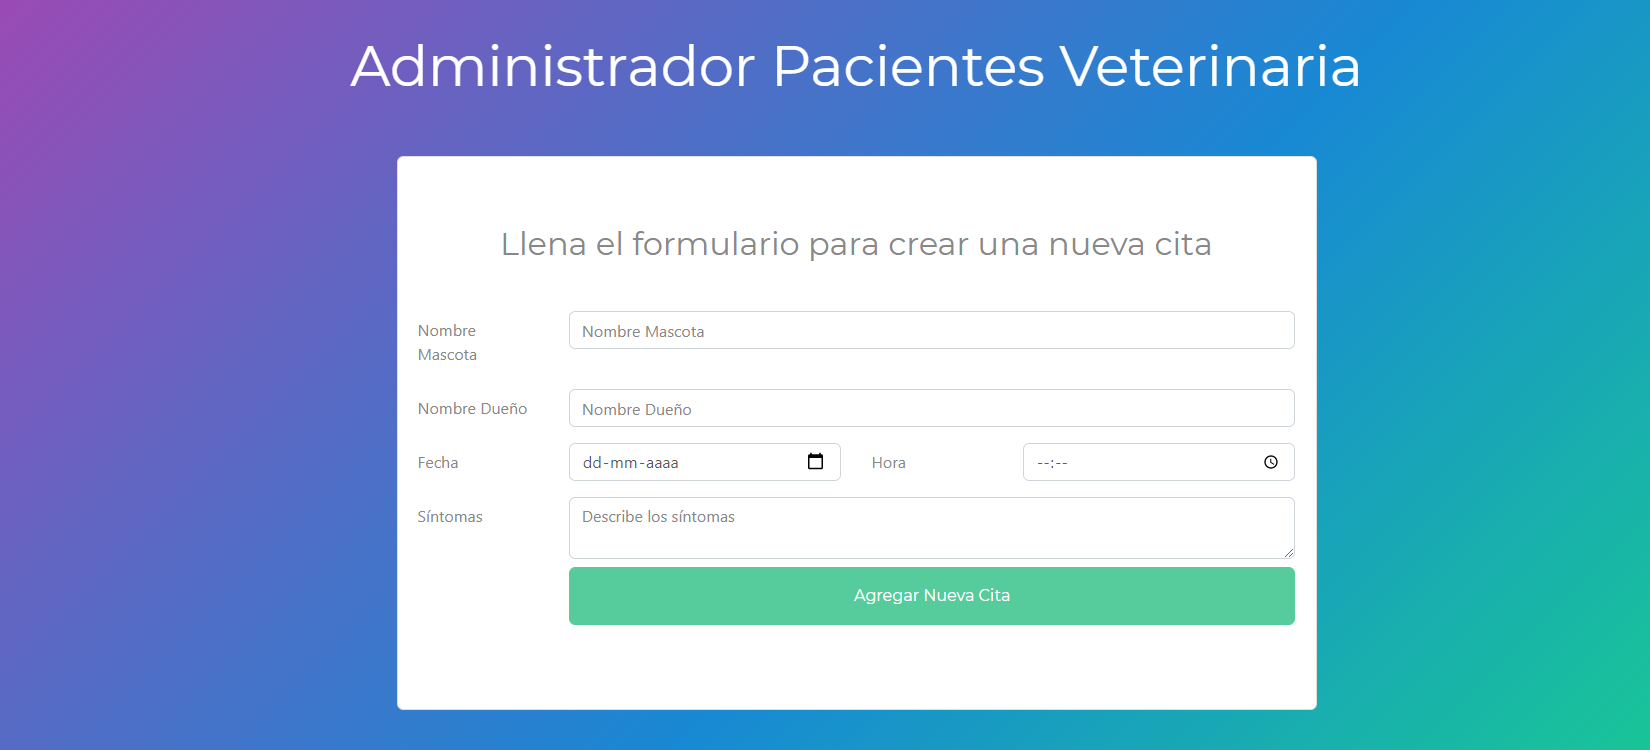 Administrador Pacientes Veterinaria
Llena el formulario para crear una nueva cita
Nombre
Mascota
Nombre Mascota
Nombre Dueño
Nombre Dueño
Fecha
dd-mm-aaaa
Hora
--:--
Síntomas
Describe los síntomas
Agregar Nueva Cita